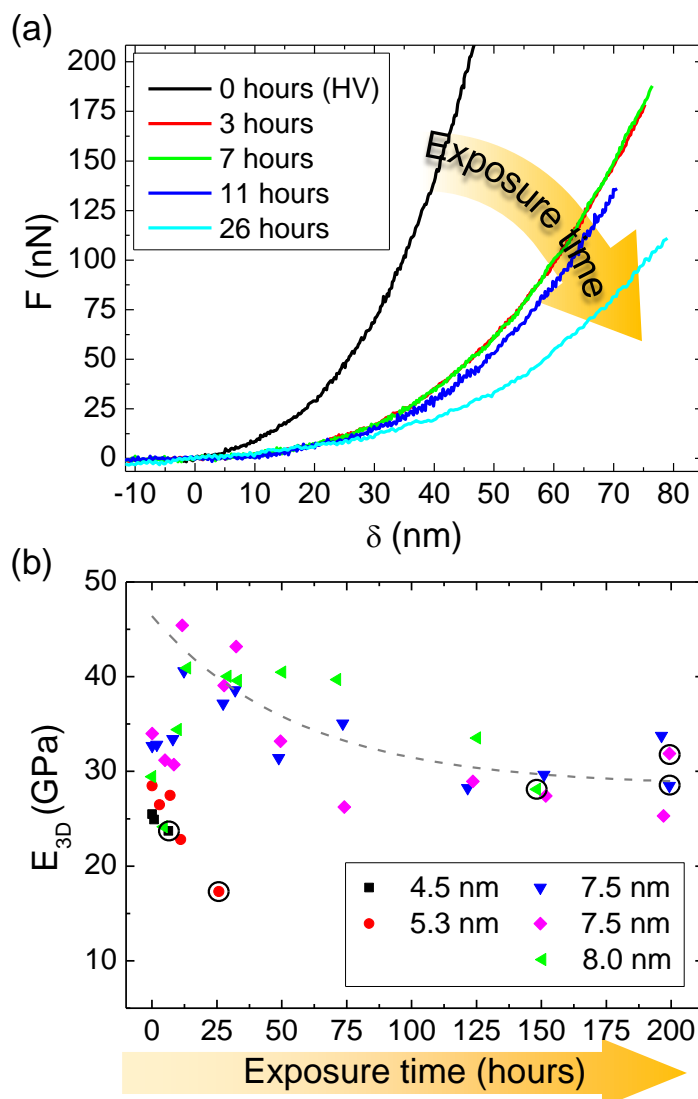 (a)
200
175
150
125
100
75
50
25
0
F (nN)
0 hours (HV)
3 hours
7 hours
11 hours
26 hours
Exposure time
-10 0 10 20 30 40 50 60 70 80
δ (nm)
(b)
50
40
30
20
10
E3D (GPa)
4.5 nm 7.5 nm
5.3 nm 7.5 nm
8.0 nm
0 25 50 75 100 125 150 175 200
Exposure time (hours)